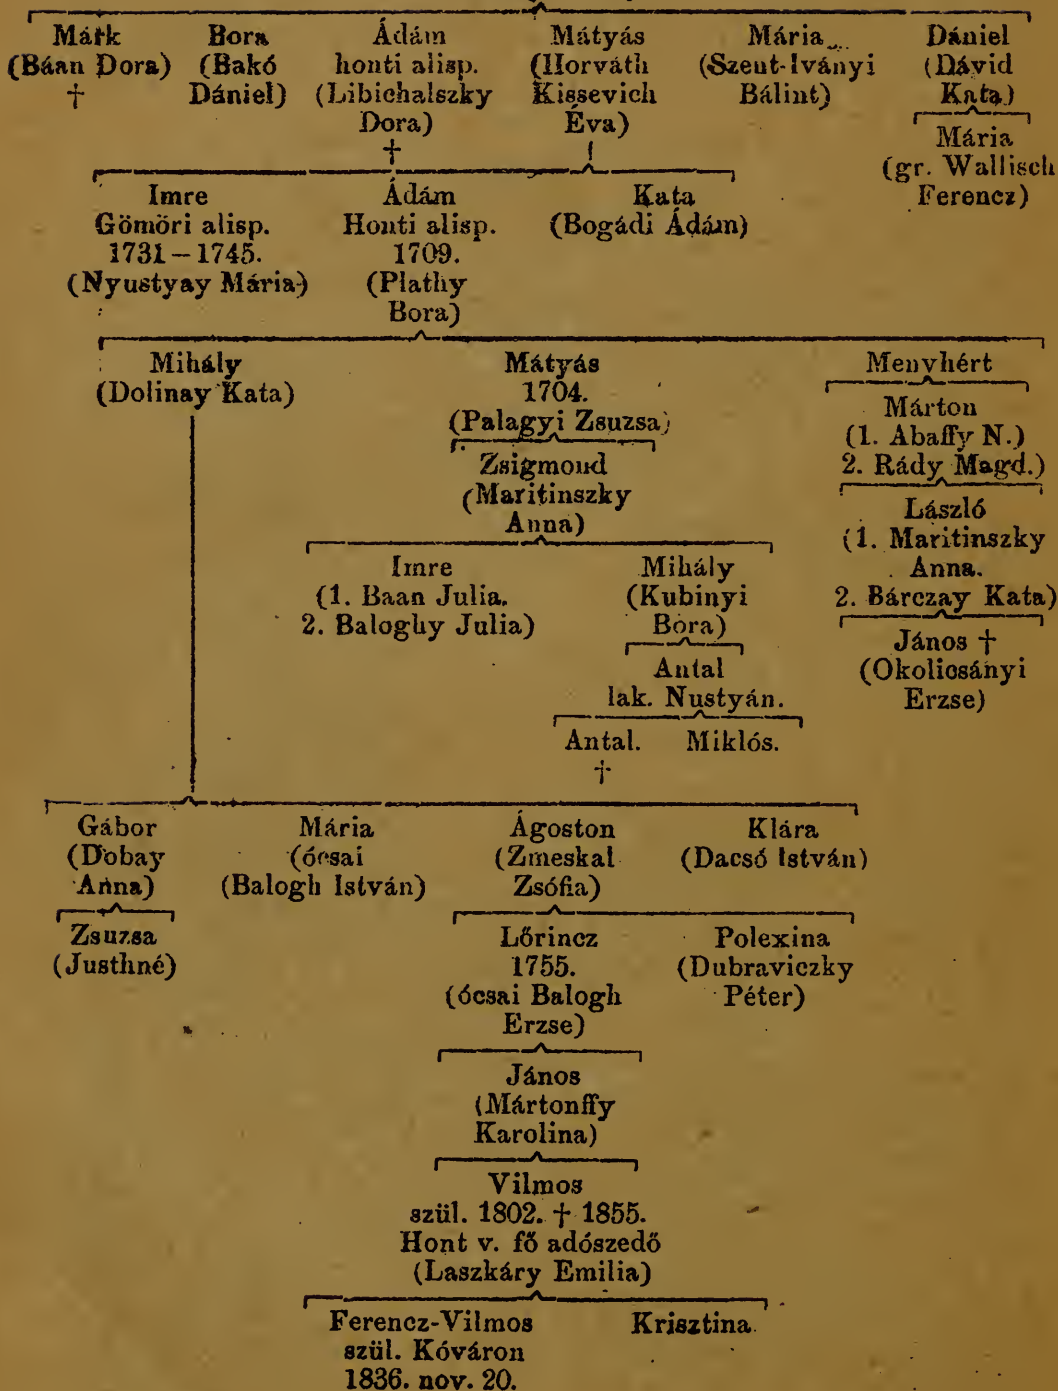 Márk Bora Ádám Mátyás Mária Dániel
(Báan Dora) (Bakó honti alisp. (Horváth (Szent-Iványi (Dávid
† Dániel) (Libichalszky Kissevich Bálint) Kata)
Dora) Éva) Mária
† (gr. Wallisch
Imre Ádám Kata Ferencz)
Gömöri alisp. Honti alisp. (Bogádi Ádám)
1731–1745. 1709.
(Nyustyay Mária) (Plathy
Bora)
Mihály Mátyás Menyhért
(Dolinay Kata) 1704. Márton
(Palagyi Zsuzsa) (1. Abaffy N.)
Zsigmond 2. Rády Magd.)
(Maritinszky László
Anna) (1. Maritinszky
Imre Mihály Anna.
(1. Baan Julia. (Kubinyi 2. Bárczay Kata)
2. Baloghy Julia) Bora) János †
Antal (Okolicsányi
lak. Nustyán. Erzse)
Antal. Miklós.
†
Gábor Mária Ágoston Klára
(Dobay (ócsai (Zmeskal (Dacsó István)
Anna) (Balogh István) Zsófia)
Zsuzsa Lőrincz Polexina
(Justhné) 1755. (Dubraviczky
(ócsai Balogh Péter)
Erzse)
János
(Mártonffy
Karolina)
Vilmos
szül. 1802. † 1855.
Hont v. fő adószedő
(Laszkáry Emilia)
Ferencz-Vilmos Krisztina.
szül. Kóváron
1836. nov. 20.